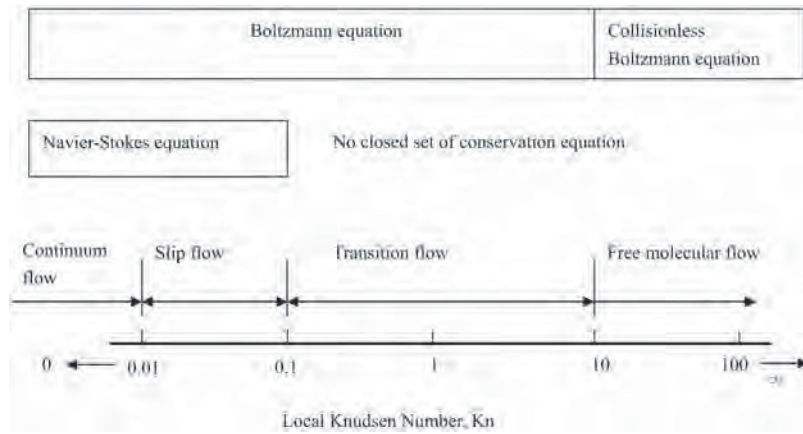 Boltzmann equation
Collisionless
Boltzmann equation
Navier-Stokes equation
No closed set of conservation equation
Continuum
flow
Slip flow
Transition flow
Free molecular flow
0
0.01
0.1
1
10
100
∞
Local Knudsen Number, Kn